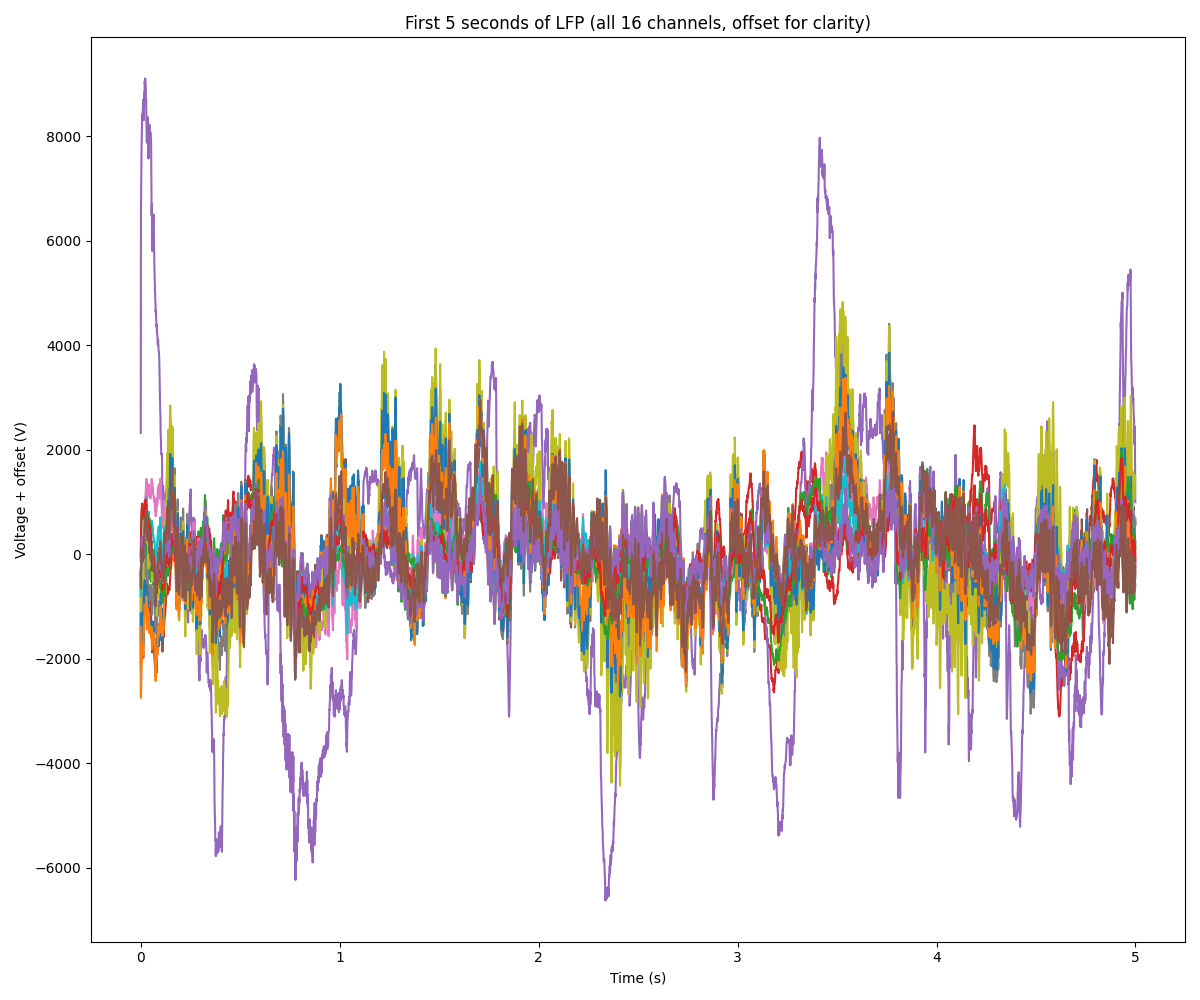 First 5 seconds of LFP (all 16 channels, offset for clarity)
Voltage + offset (V)
8000
6000
4000
2000
0
−2000
−4000
−6000
0 1 2 3 4 5
Time (s)